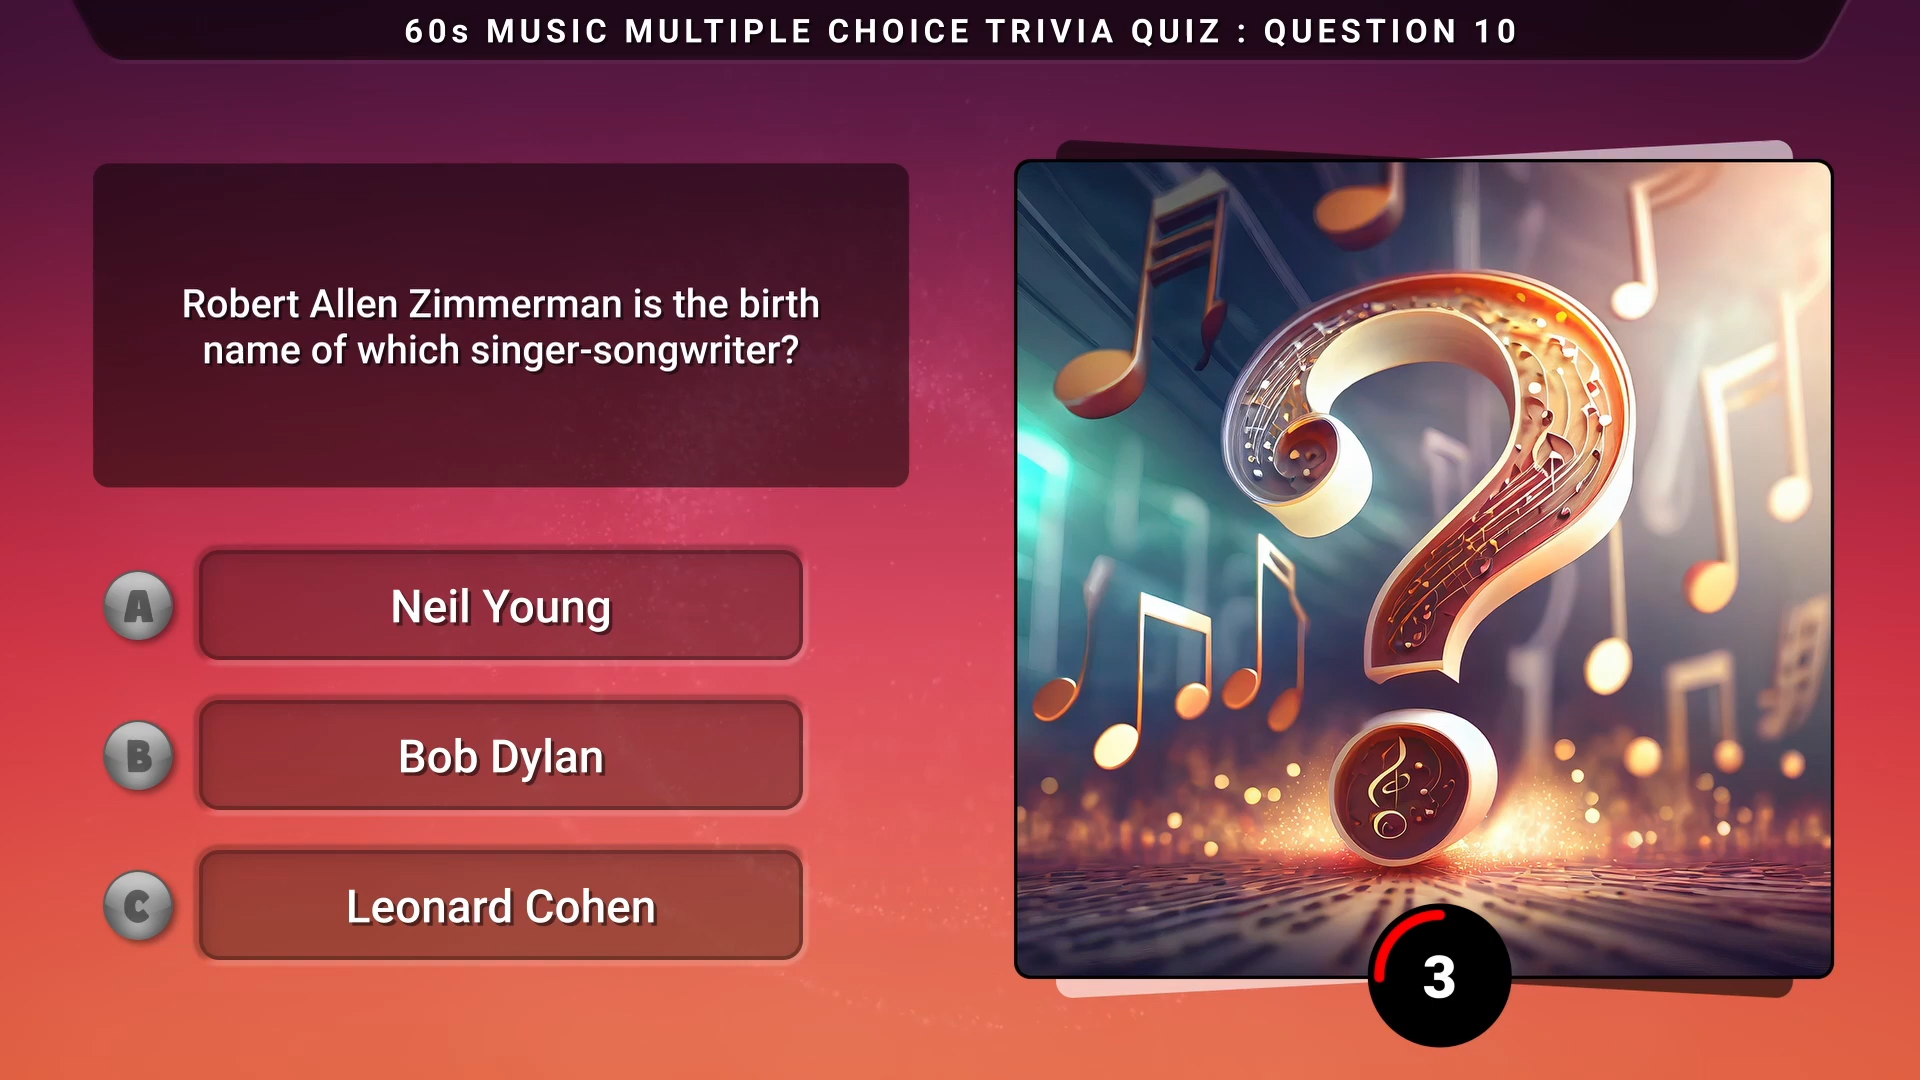 60s MUSIC MULTIPLE CHOICE TRIVIA QUIZ : QUESTION 10
Robert Allen Zimmerman is the birth
name of which singer-songwriter?
A
Neil Young
B
Bob Dylan
C
Leonard Cohen
3